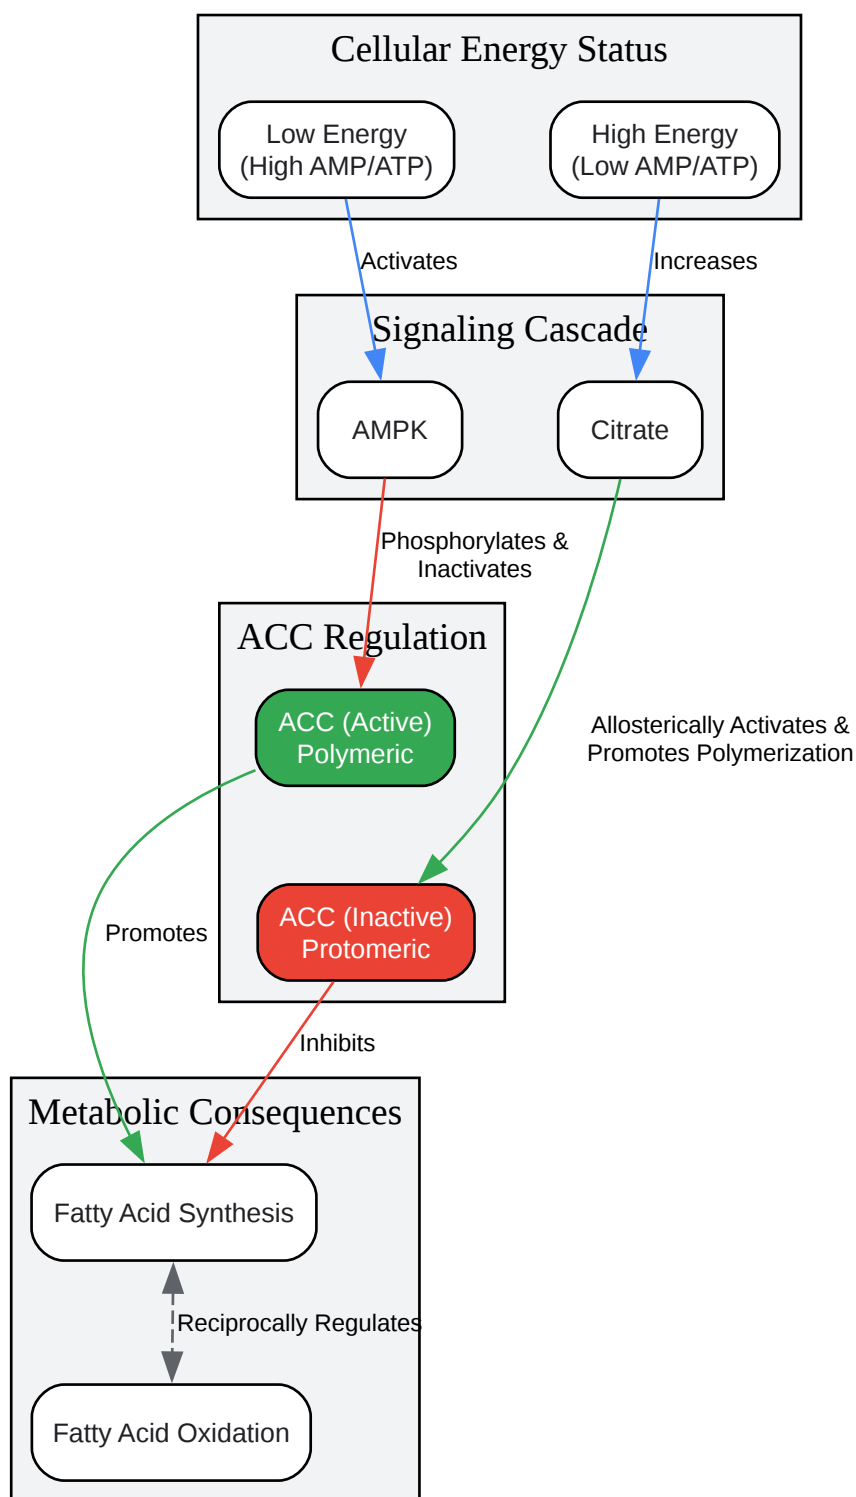 Cellular Energy Status
Low Energy
(High AMP/ATP)
High Energy
(Low AMP/ATP)
Activates
Increases
Signaling Cascade
AMPK
Citrate
Phosphorylates &
Inactivates
ACC Regulation
ACC (Active)
Polymeric
Allosterically Activates &
Promotes Polymerization
ACC (Inactive)
Protomeric
Promotes
Inhibits
Metabolic Consequences
Fatty Acid Synthesis
Reciprocally Regulates
Fatty Acid Oxidation